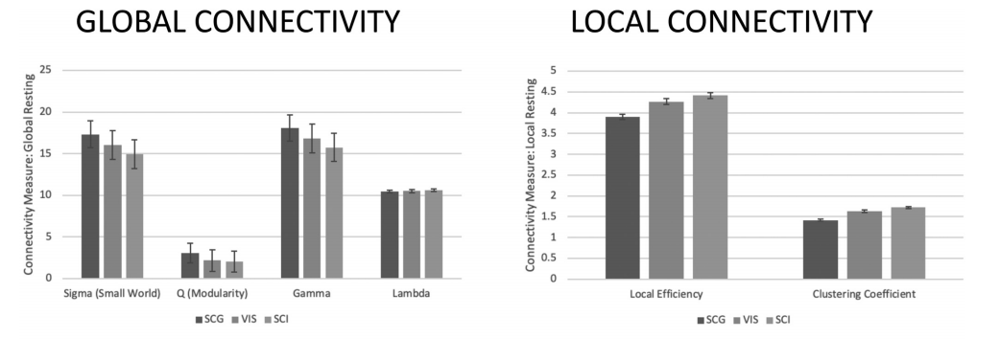 GLOBAL CONNECTIVITY
Connectivity Measure: Global Resting
25
20
15
10
5
0
Sigma (Small World) Q (Modularity) Gamma Lambda
SCG VIS SCI
LOCAL CONNECTIVITY
Connectivity Measure: Local Resting
5
4.5
4
3.5
3
2.5
2
1.5
1
0.5
0
Local Efficiency Clustering Coefficient
SCG VIS SCI